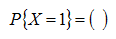 P{X = 1} = ( )